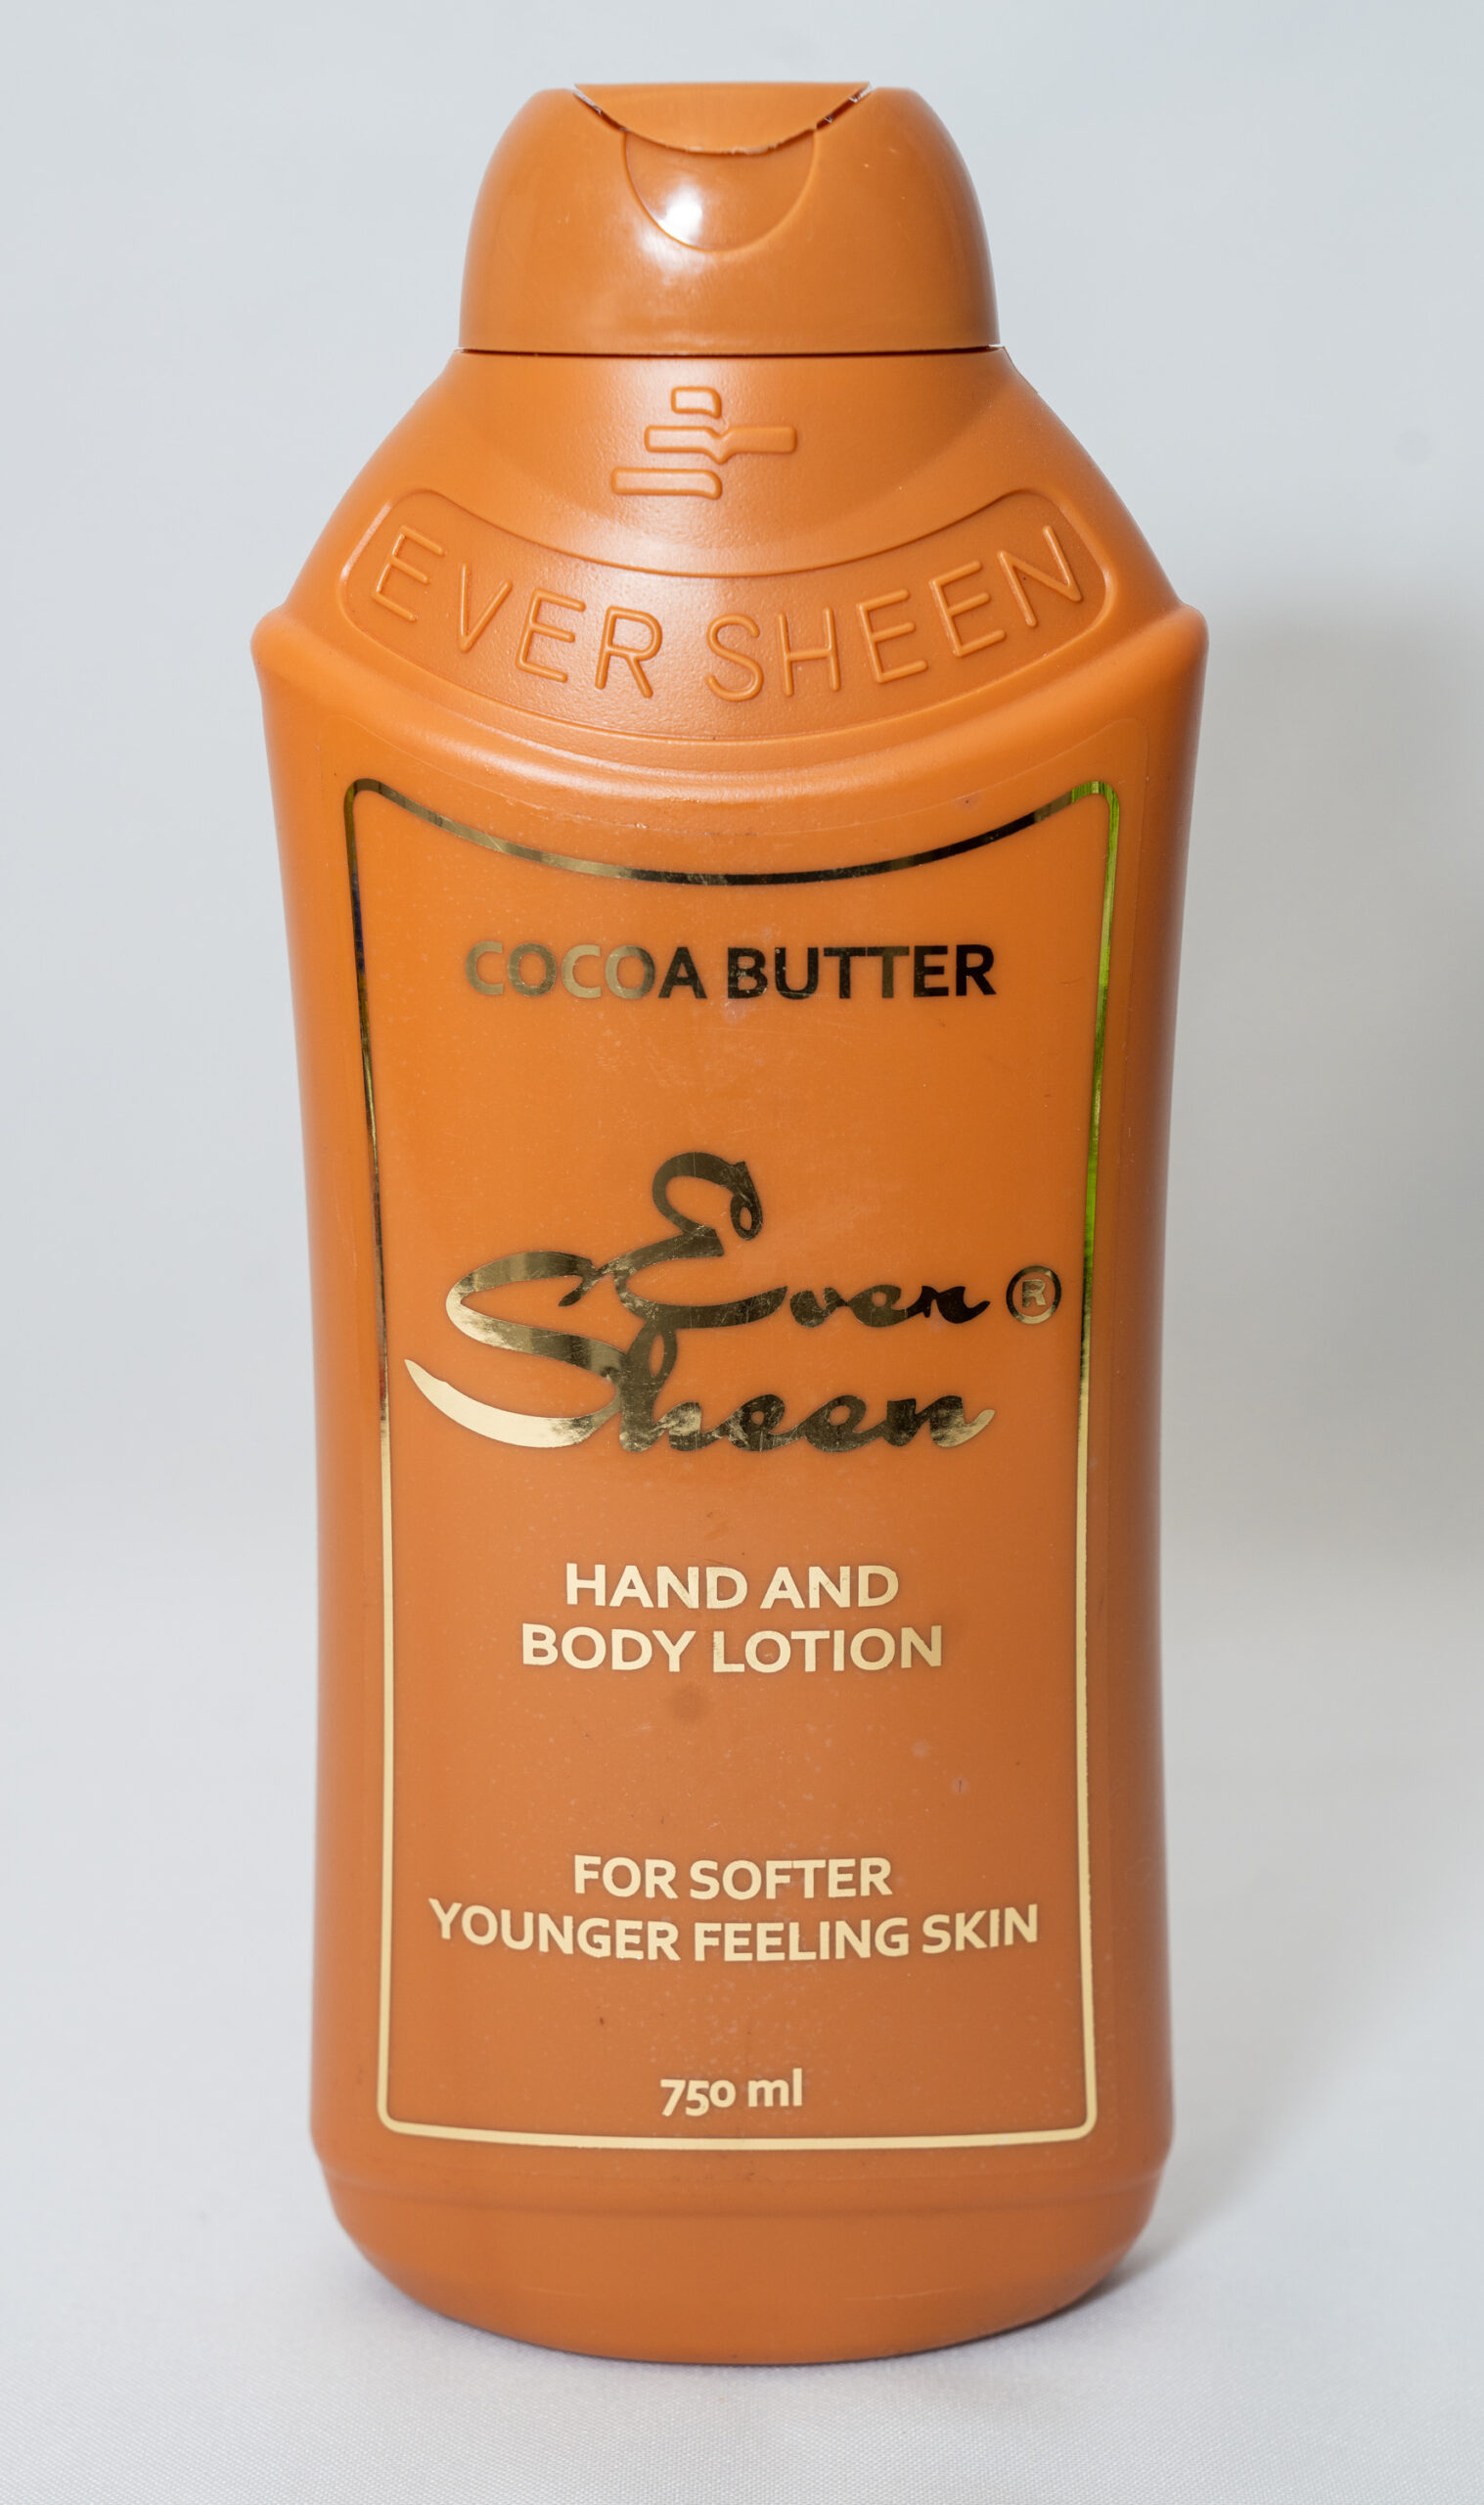 EVER SHEEN
COCOA BUTTER
Ever ®
Sheen
HAND AND
BODY LOTION
FOR SOFTER
YOUNGER FEELING SKIN
750 ml